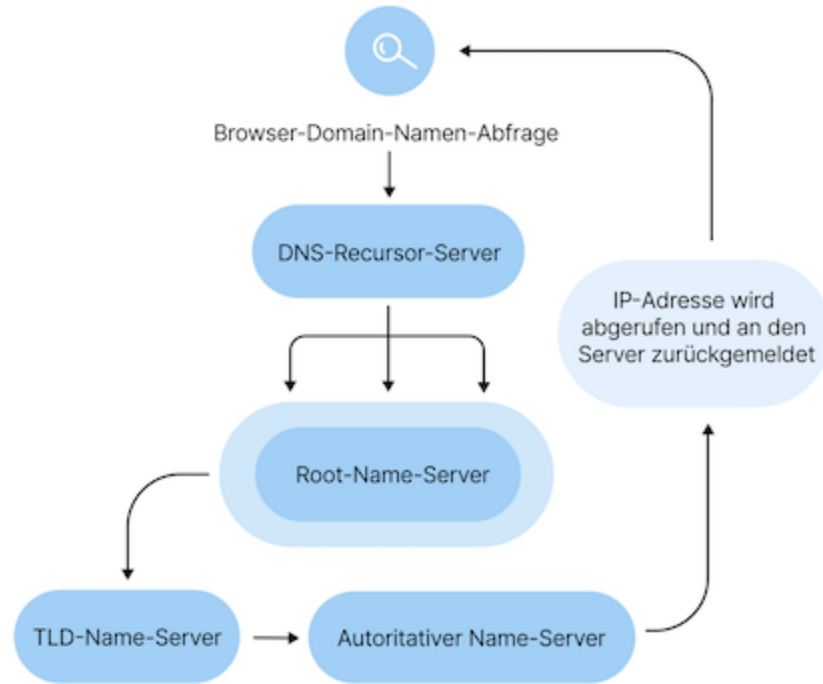 Browser-Domain-Namen-Abfrage
DNS-Recursor-Server
IP-Adresse wird
abgerufen und an den
Server zurückgemeldet
Root-Name-Server
TLD-Name-Server
Autoritativer Name-Server